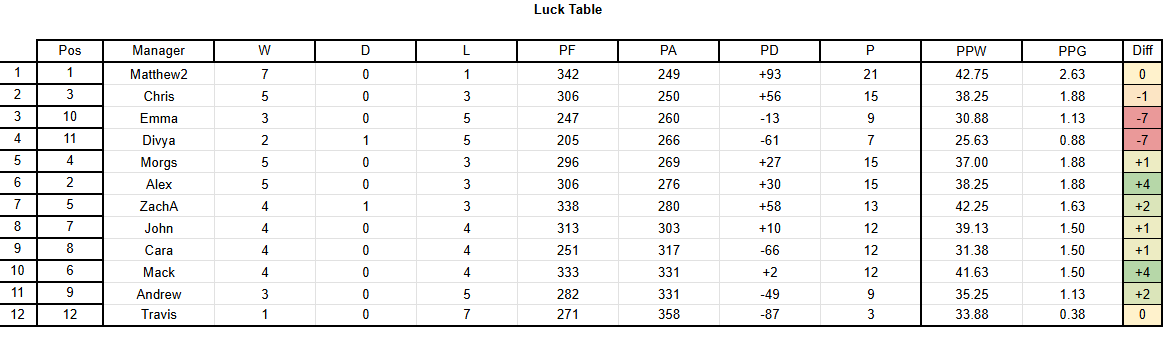 Luck Table
Pos Manager W D L PF PA PD P PPW PPG Diff
1 1 Matthew2 7 0 1 342 249 +93 21 42.75 2.63 0
2 3 Chris 5 0 3 306 250 +56 15 38.25 1.88 -1
3 10 Emma 3 0 5 247 260 -13 9 30.88 1.13 -7
4 11 Divya 2 1 5 205 266 -61 7 25.63 0.88 -7
5 4 Morgs 5 0 3 296 269 +27 15 37.00 1.88 +1
6 2 Alex 5 0 3 306 276 +30 15 38.25 1.88 +4
7 5 ZachA 4 1 3 338 280 +58 13 42.25 1.63 +2
8 7 John 4 0 4 313 303 +10 12 39.13 1.50 +1
9 8 Cara 4 0 4 251 317 -66 12 31.38 1.50 +1
10 6 Mack 4 0 4 333 331 +2 12 41.63 1.50 +4
11 9 Andrew 3 0 5 282 331 -49 9 35.25 1.13 +2
12 12 Travis 1 0 7 271 358 -87 3 33.88 0.38 0